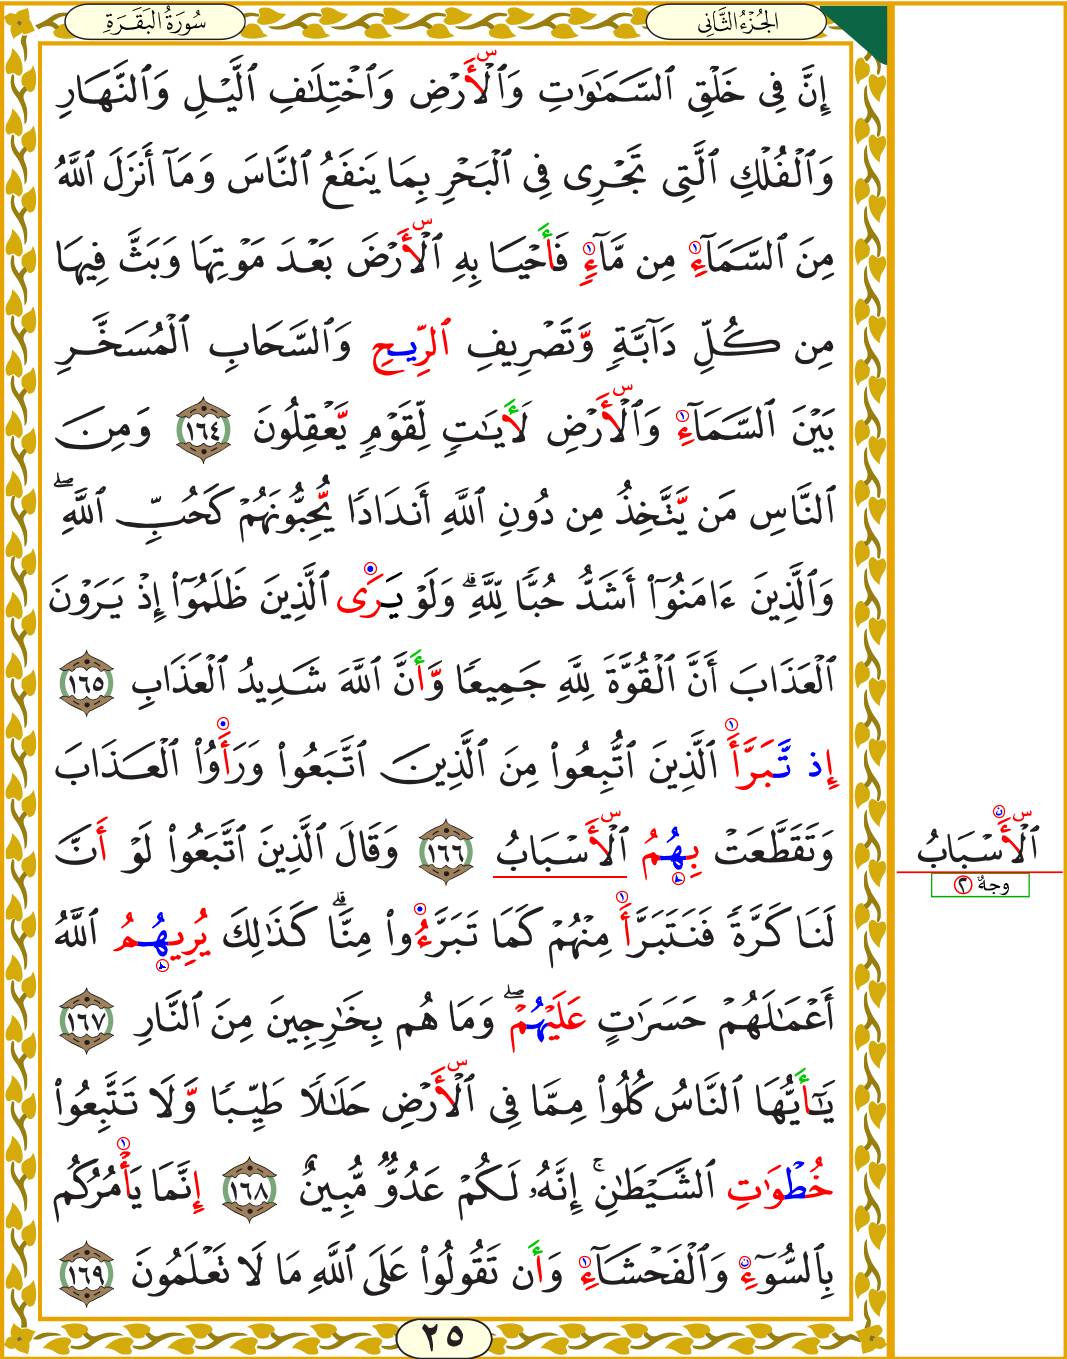 الجُزْءُ الثَّانِي
سُورَةُ البَقَرَةِ
إِنَّ فِى خَلْقِ ٱلسَّمَٰوَٰتِ وَٱلْأَرْضِ وَٱخْتِلَٰفِ ٱلَّيْلِ وَٱلنَّهَارِ
وَٱلْفُلْكِ ٱلَّتِى تَجْرِى فِى ٱلْبَحْرِ بِمَا يَنفَعُ ٱلنَّاسَ وَمَآ أَنزَلَ ٱللَّهُ
مِنَ ٱلسَّمَآءِ مِن مَّآءٍ فَأَحْيَا بِهِ ٱلْأَرْضَ بَعْدَ مَوْتِهَا وَبَثَّ فِيهَا
مِن كُلِّ دَآبَّةٍ وَّتَصْرِيفِ ٱلرِّيحِ وَٱلسَّحَابِ ٱلْمُسَخَّرِ
بَيْنَ ٱلسَّمَآءِ وَٱلْأَرْضِ لَأَيَٰتٍ لِّقَوْمٍ يَّعْقِلُونَ ١٦٤ وَمِنَ
ٱلنَّاسِ مَن يَّتَّخِذُ مِن دُونِ ٱللَّهِ أَندَادًا يُّحِبُّونَهُمْ كَحُبِّ ٱللَّهِ ۖ
وَٱلَّذِينَ ءَامَنُوٓا۟ أَشَدُّ حُبًّا لِّلَّهِ ۗ وَلَوْ يَرَى ٱلَّذِينَ ظَلَمُوٓا۟ إِذْ يَرَوْنَ
ٱلْعَذَابَ أَنَّ ٱلْقُوَّةَ لِلَّهِ جَمِيعًا وَّأَنَّ ٱللَّهَ شَدِيدُ ٱلْعَذَابِ ١٦٥
إِذ تَّبَرَّأَ ٱلَّذِينَ ٱتُّبِعُوا۟ مِنَ ٱلَّذِينَ ٱتَّبَعُوا۟ وَرَأَوُا۟ ٱلْعَذَابَ
وَتَقَطَّعَتْ بِهُمُ ٱلْأَسْبَابُ ١٦٦ وَقَالَ ٱلَّذِينَ ٱتَّبَعُوا۟ لَوْ أَنَّ
لَنَا كَرَّةً فَنَتَبَرَّأَ مِنْهُمْ كَمَا تَبَرَّءُوا۟ مِنَّا ۗ كَذَٰلِكَ يُرِيهُمُ ٱللَّهُ
أَعْمَٰلَهُمْ حَسَرَٰتٍ عَلَيْهُمْ ۖ وَمَا هُم بِخَٰرِجِينَ مِنَ ٱلنَّارِ ١٦٧
يَٰٓأَيُّهَا ٱلنَّاسُ كُلُوا۟ مِمَّا فِى ٱلْأَرْضِ حَلَٰلًا طَيِّبًا وَّلَا تَتَّبِعُوا۟
خُطْوَٰتِ ٱلشَّيْطَٰنِ ۚ إِنَّهُۥ لَكُمْ عَدُوٌّ مُّبِينٌ ١٦٨ إِنَّمَا يَأْمُرُكُم
بِٱلسُّوٓءِ وَٱلْفَحْشَآءِ وَأَن تَقُولُوا۟ عَلَى ٱللَّهِ مَا لَا تَعْلَمُونَ ١٦٩
ٱلْأَسْبَابُ
وجهٌ ٢
٢٥